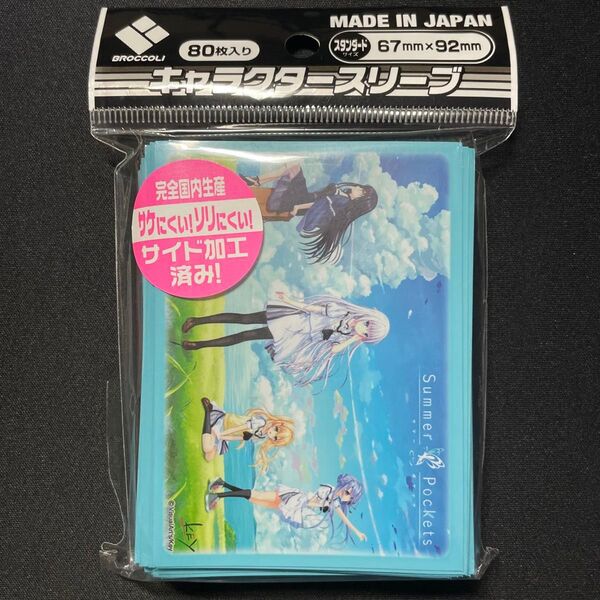 BROCCOLI
80枚入り
MADE IN JAPAN
スタンダード
サイズ
67mm×92mm
キャラクタースリーブ
完全国内生産
サケにくい!ソリにくい!
サイド加工
済み!
Summer Pockets
©VisualArt's/Key
KEY